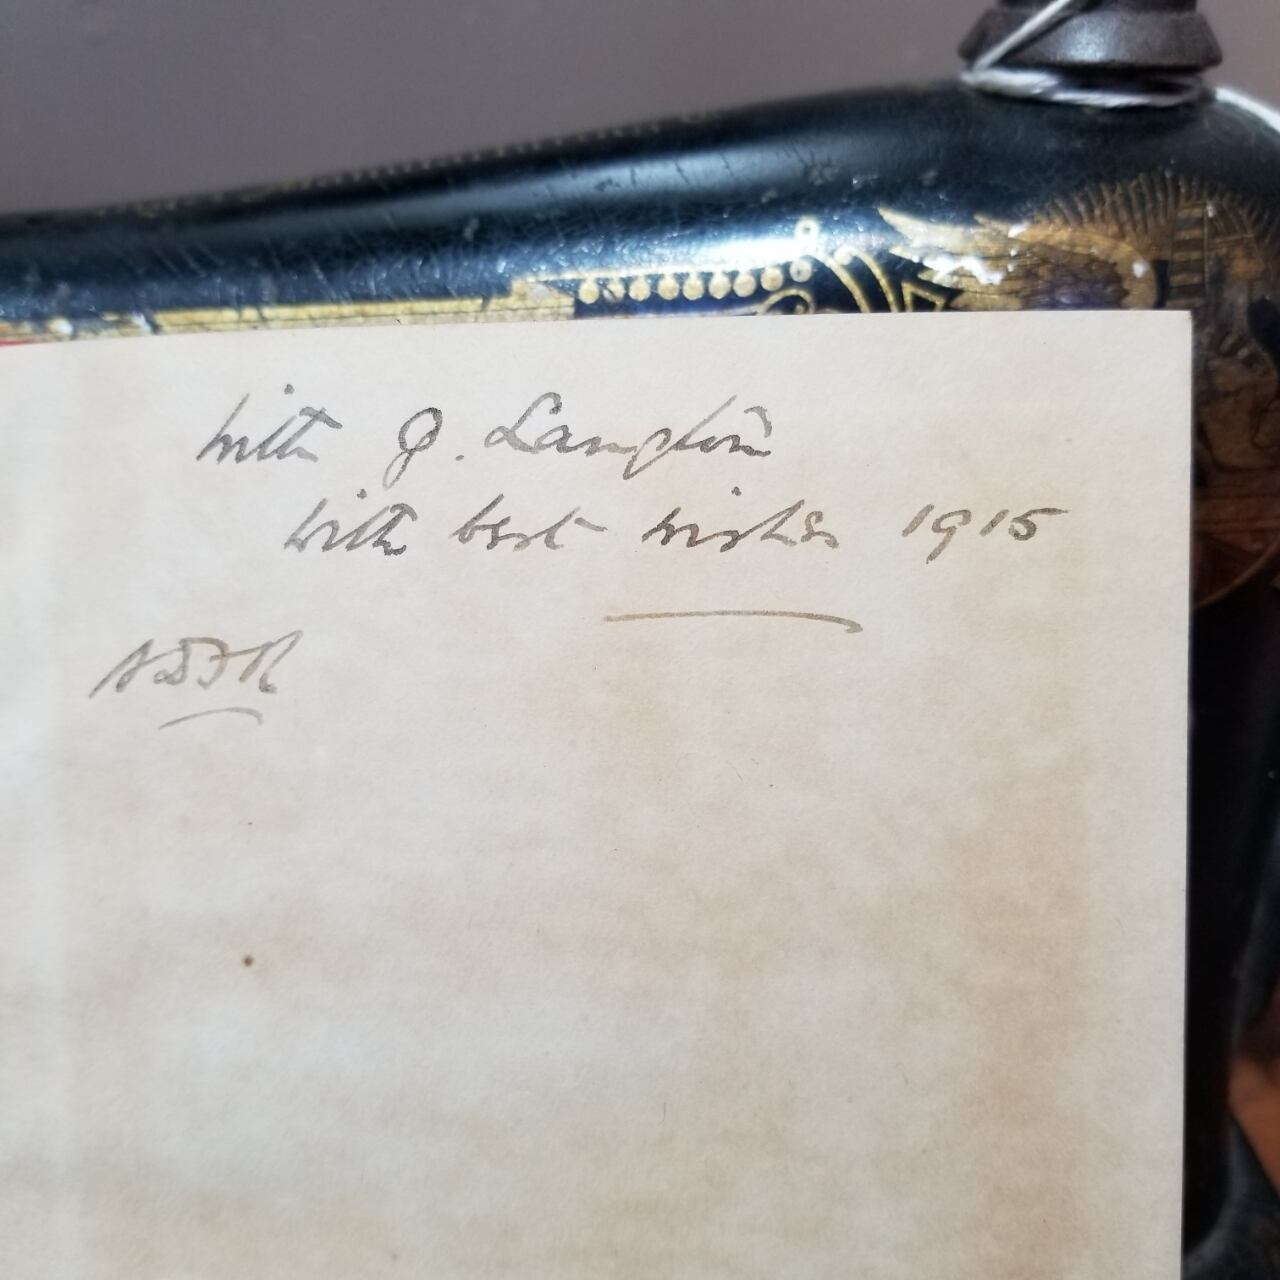 with J. Langton
with best wishes 1915